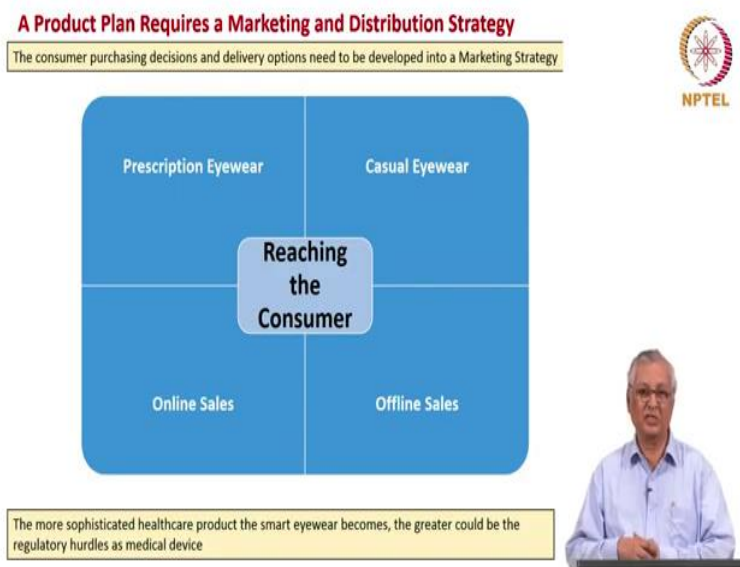 A Product Plan Requires a Marketing and Distribution Strategy
The consumer purchasing decisions and delivery options need to be developed into a Marketing Strategy
NPTEL
Prescription Eyewear
Casual Eyewear
Reaching
the
Consumer
Online Sales
Offline Sales
The more sophisticated healthcare product the smart eyewear becomes, the greater could be the
regulatory hurdles as medical device